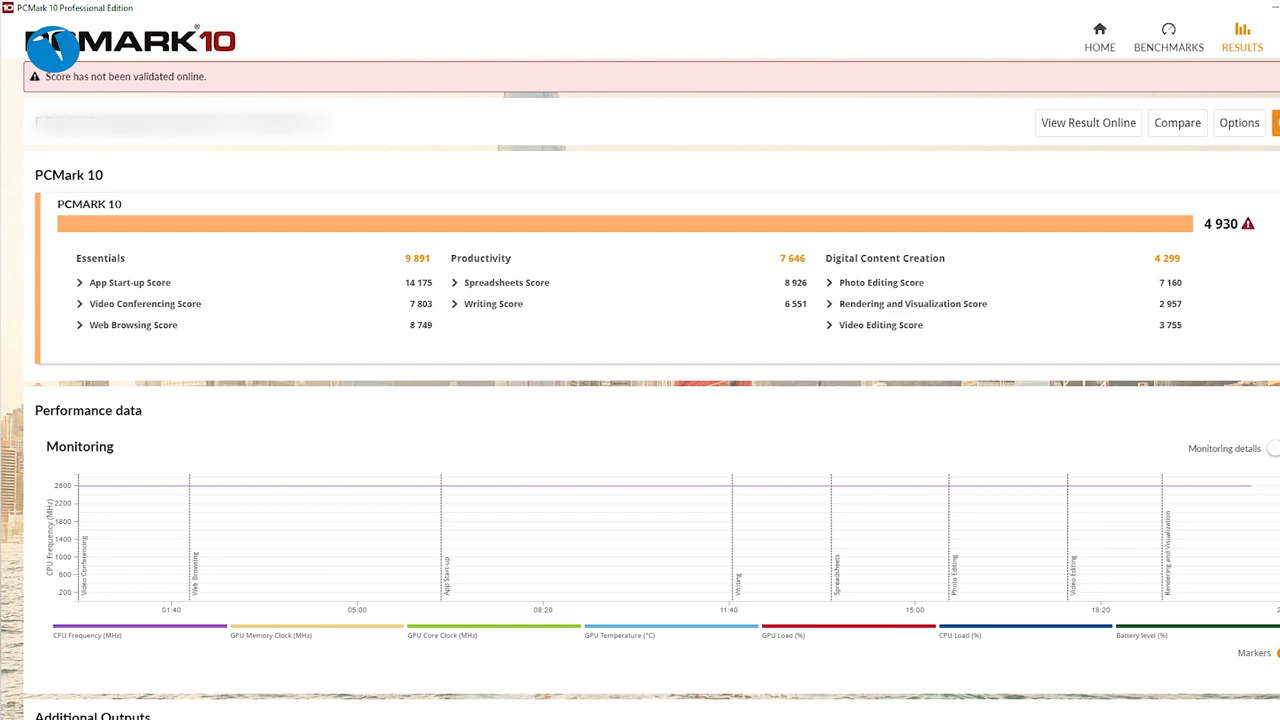 10 PCMark 10 Professional Edition
PCMARK® 10
HOME BENCHMARKS RESULTS
Score has not been validated online.
View Result Online Compare Options
PCMark 10
PCMARK 10
4 930
Essentials 9 891 Productivity 7 646 Digital Content Creation 4 299
App Start-up Score 14 175 Spreadsheets Score 8 926 Photo Editing Score 7 160
Video Conferencing Score 7 803 Writing Score 6 551 Rendering and Visualization Score 2 957
Web Browsing Score 8 749 Video Editing Score 3 755
Performance data
Monitoring
Monitoring details
CPU Frequency (MHz)
2600
2200
1800
1400
1000
600
200
Video Conferencing
Web Browsing
App Start-up
Writing
Spreadsheets
Photo Editing
Video Editing
Rendering and Visualization
01:40 05:00 08:20 11:40 15:00 18:20 2
CPU Frequency (MHz) GPU Memory Clock (MHz) GPU Core Clock (MHz) GPU Temperature (°C) GPU Load (%) CPU Load (%) Battery level (%)
Markers
Additional Outputs